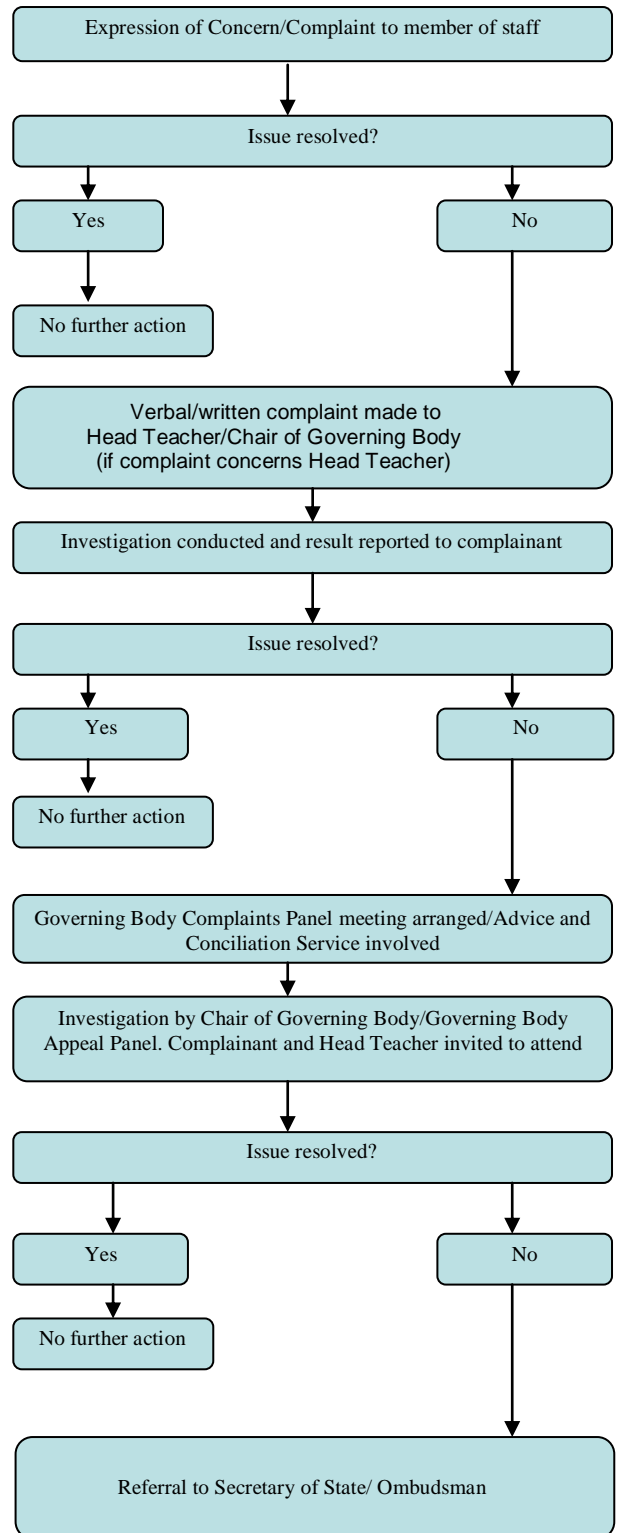 Expression of Concern/Complaint to member of staff
Issue resolved?
Yes
No
No further action
Verbal/written complaint made to
Head Teacher/Chair of Governing Body
(if complaint concerns Head Teacher)
Investigation conducted and result reported to complainant
Issue resolved?
Yes
No
No further action
Governing Body Complaints Panel meeting arranged/Advice and
Conciliation Service involved
Investigation by Chair of Governing Body/Governing Body
Appeal Panel. Complainant and Head Teacher invited to attend
Issue resolved?
Yes
No
No further action
Referral to Secretary of State/ Ombudsman